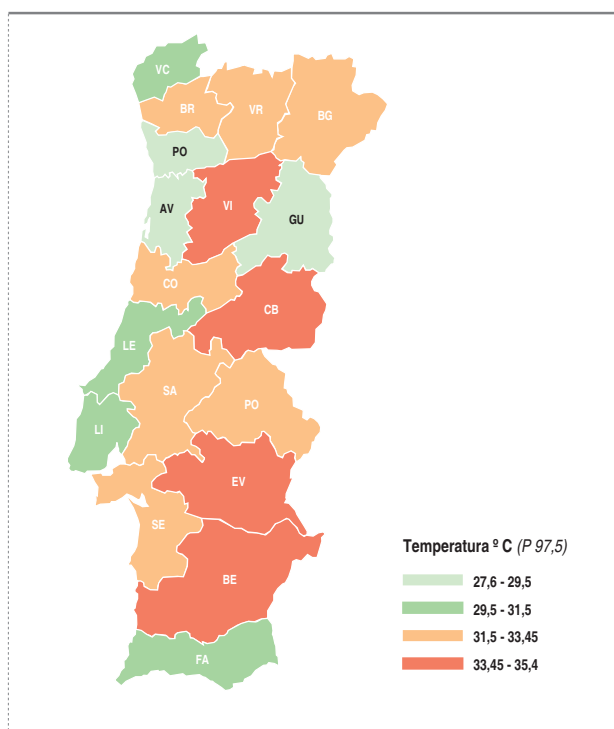 VC
BR
VR
BG
PO
AV
VI
GU
CO
CB
LE
SA
PO
LI
EV
SE
BE
FA
Temperatura º C (P 97,5)
27,6 - 29,5
29,5 - 31,5
31,5 - 33,45
33,45 - 35,4